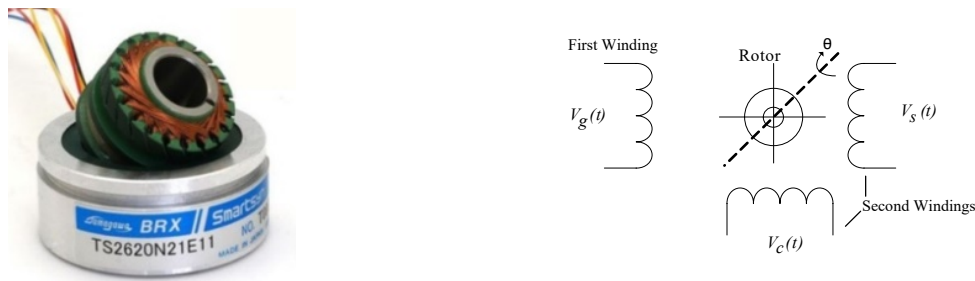 BRX
Smartsyn
NO.
TS2620N21E11
MADE IN JAPAN
First Winding
Rotor
θ
Vg(t)
Vs(t)
Second Windings
Vc(t)